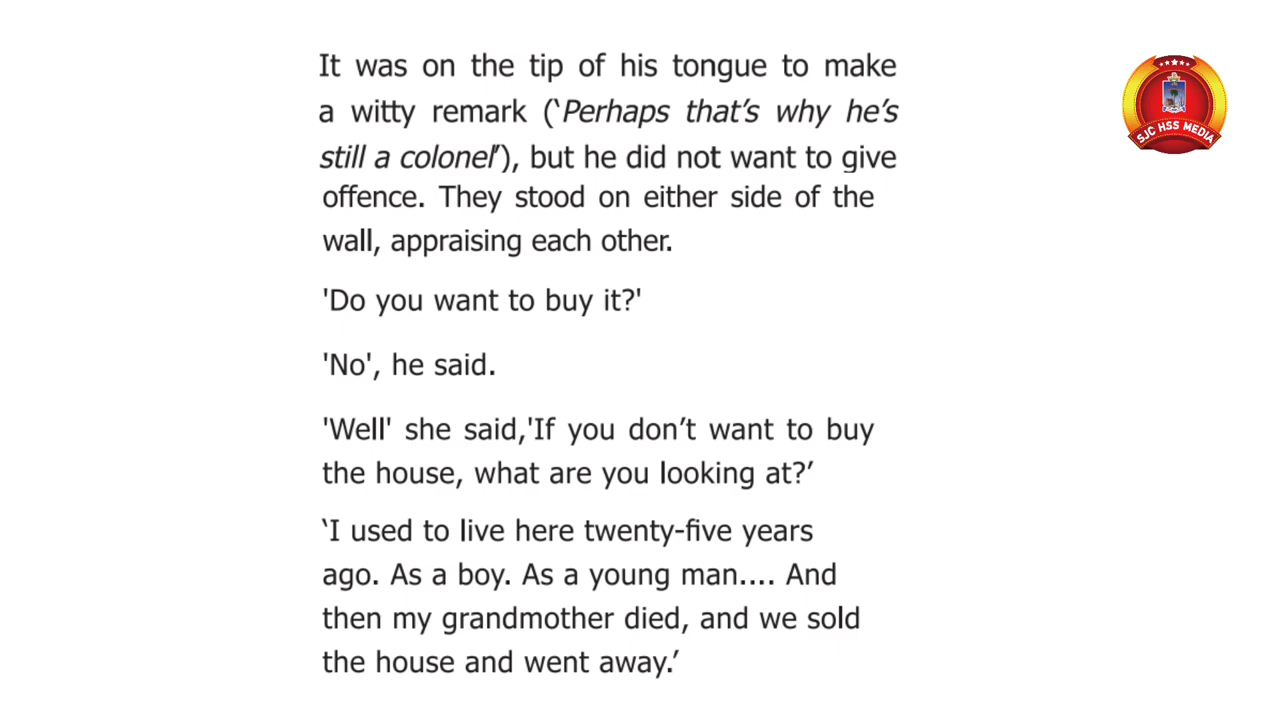 It was on the tip of his tongue to make
a witty remark (‘Perhaps that’s why he’s
still a colonel’), but he did not want to give
offence. They stood on either side of the
wall, appraising each other.
'Do you want to buy it?'
'No', he said.
'Well' she said,'If you don’t want to buy
the house, what are you looking at?’
‘I used to live here twenty-five years
ago. As a boy. As a young man.... And
then my grandmother died, and we sold
the house and went away.’
SJC HSS MEDIA